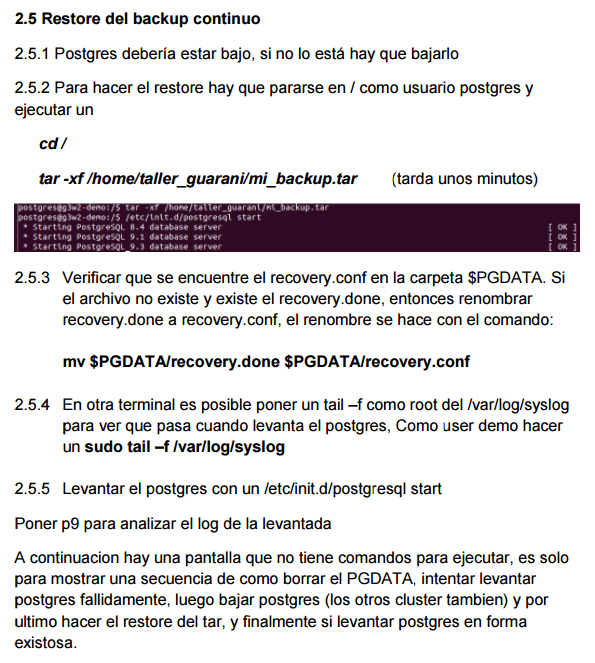 2.5 Restore del backup continuo
2.5.1 Postgres debería estar bajo, si no lo está hay que bajarlo
2.5.2 Para hacer el restore hay que pararse en / como usuario postgres y
ejecutar un
cd /
tar -xf /home/taller_guarani/mi_backup.tar (tarda unos minutos)
postgres@g3w2-demo:/$ tar -xf /home/taller_guarani/mi_backup.tar
postgres@g3w2-demo:/$ /etc/init.d/postgresql start
* Starting PostgreSQL 8.4 database server [ OK ]
* Starting PostgreSQL 9.1 database server [ OK ]
* Starting PostgreSQL 9.3 database server [ OK ]
2.5.3 Verificar que se encuentre el recovery.conf en la carpeta $PGDATA. Si
el archivo no existe y existe el recovery.done, entonces renombrar
recovery.done a recovery.conf, el renombre se hace con el comando:
mv $PGDATA/recovery.done $PGDATA/recovery.conf
2.5.4 En otra terminal es posible poner un tail –f como root del /var/log/syslog
para ver que pasa cuando levanta el postgres, Como user demo hacer
un sudo tail –f /var/log/syslog
2.5.5 Levantar el postgres con un /etc/init.d/postgresql start
Poner p9 para analizar el log de la levantada
A continuacion hay una pantalla que no tiene comandos para ejecutar, es solo
para mostrar una secuencia de como borrar el PGDATA, intentar levantar
postgres fallidamente, luego bajar postgres (los otros cluster tambien) y por
ultimo hacer el restore del tar, y finalmente si levantar postgres en forma
existosa.